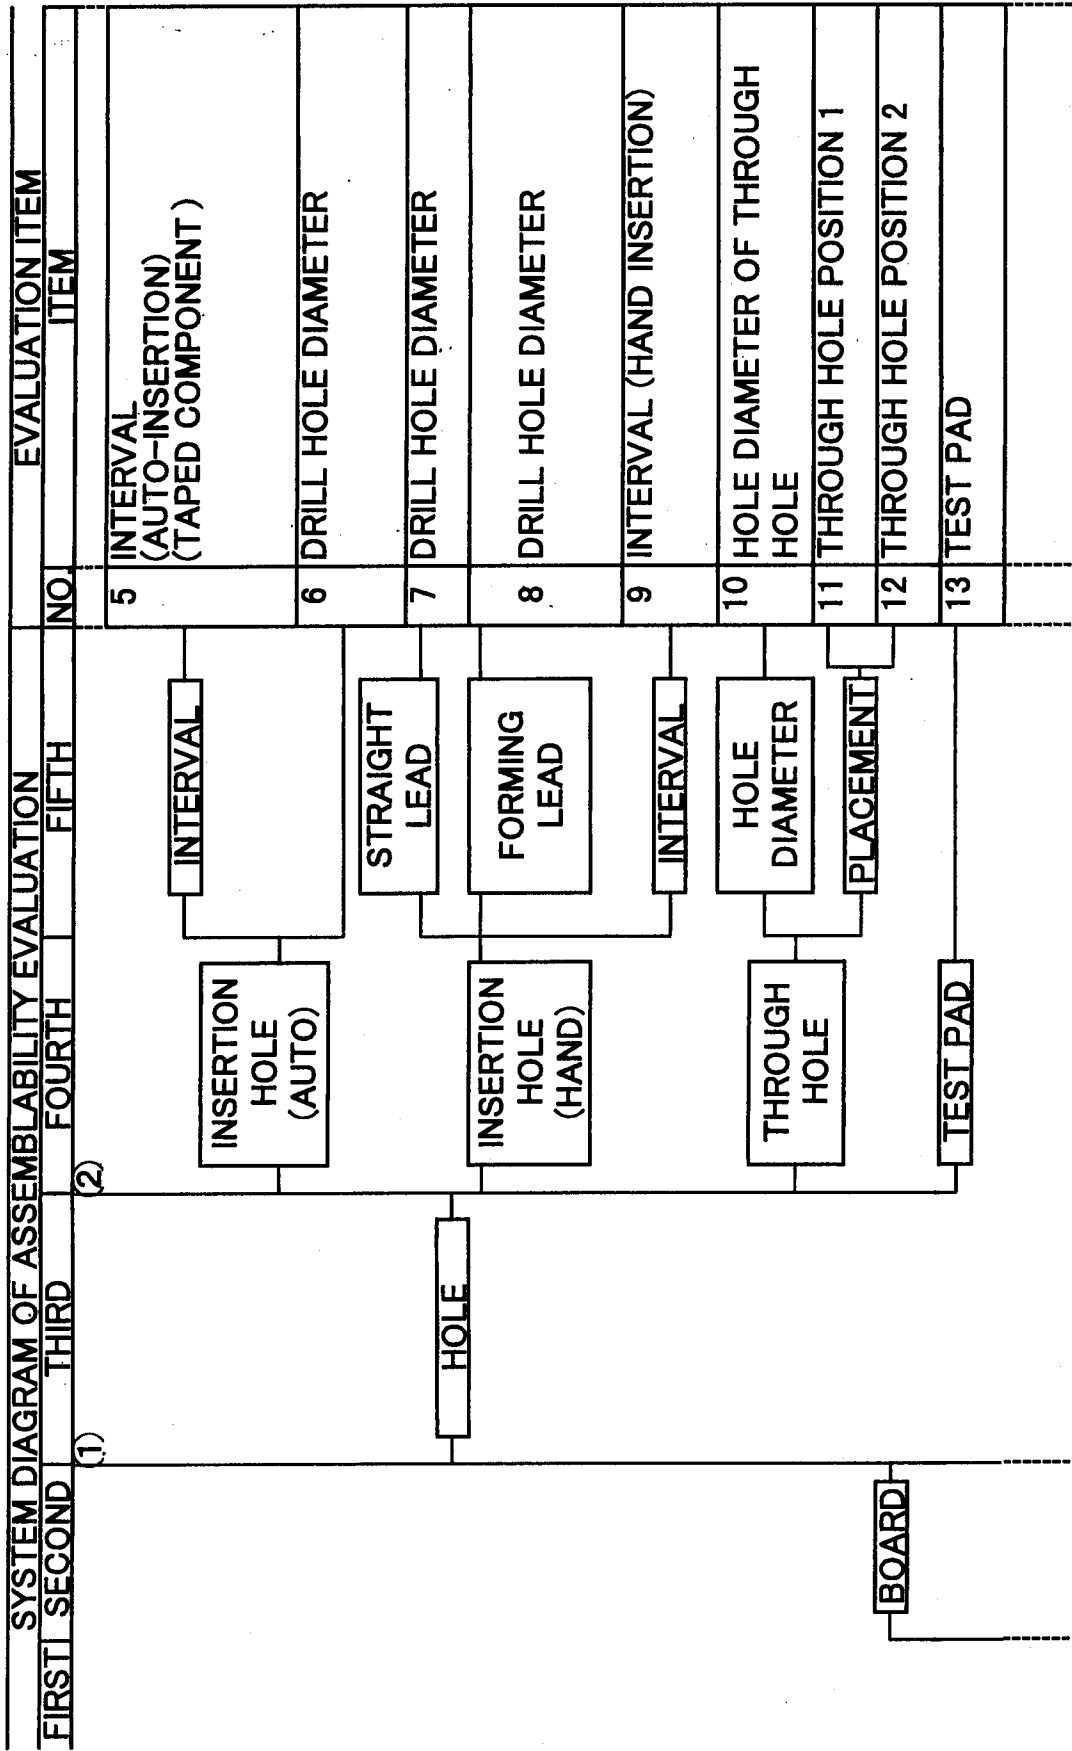 SYSTEM DIAGRAM OF ASSEMBLABILITY EVALUATION
EVALUATION ITEM
FIRST
SECOND
THIRD
FOURTH
FIFTH
NO.
ITEM
(1)
(2)
BOARD
HOLE
INSERTION
HOLE
(AUTO)
INTERVAL
5
INTERVAL
(AUTO-INSERTION)
(TAPED COMPONENT)
6
DRILL HOLE DIAMETER
INSERTION
HOLE
(HAND)
STRAIGHT
LEAD
7
DRILL HOLE DIAMETER
FORMING
LEAD
8
DRILL HOLE DIAMETER
INTERVAL
9
INTERVAL (HAND INSERTION)
THROUGH
HOLE
HOLE
DIAMETER
10
HOLE DIAMETER OF THROUGH
HOLE
PLACEMENT
11
THROUGH HOLE POSITION 1
12
THROUGH HOLE POSITION 2
TEST PAD
13
TEST PAD